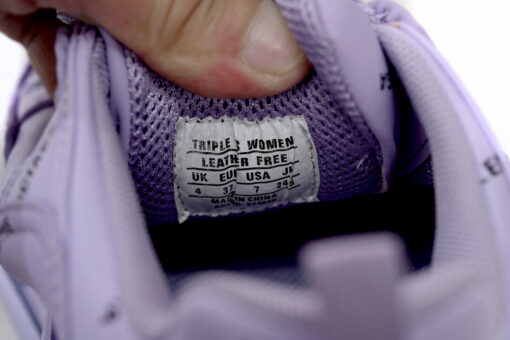 TRIPLE S WOMEN
LEATHER FREE
UK EUR USA JP
4 37 7 24
MADE IN CHINA